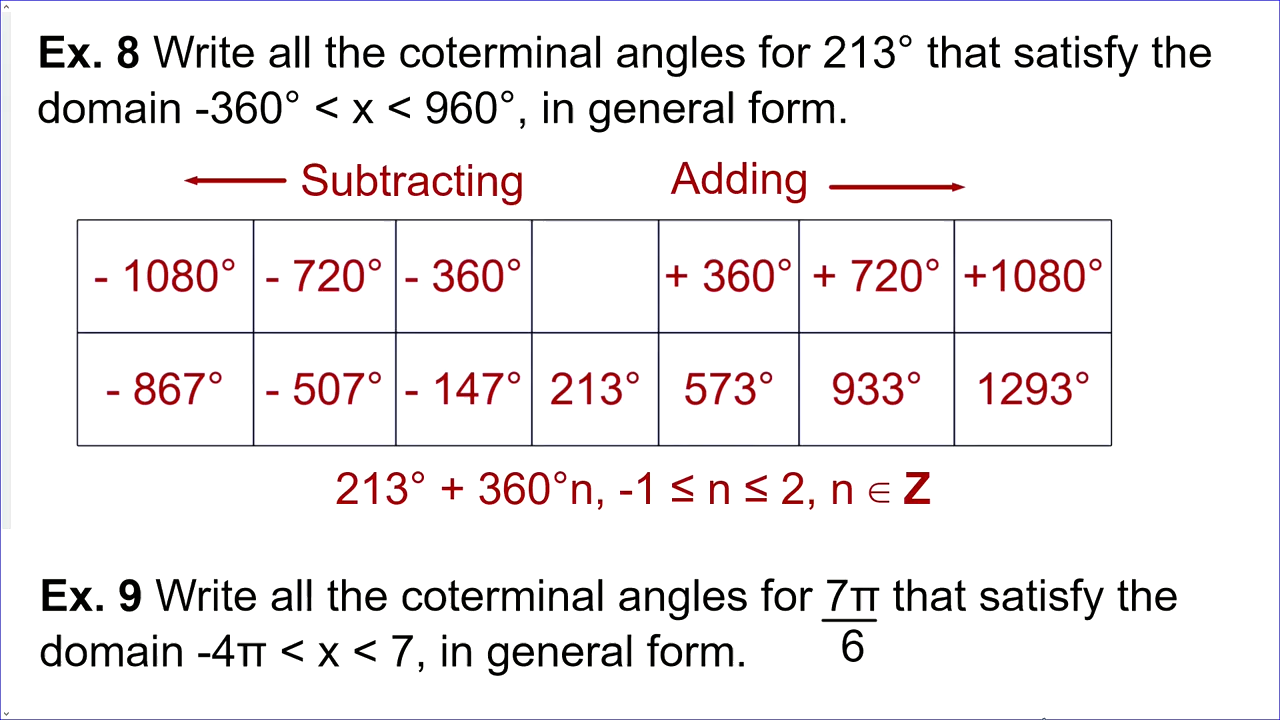 Ex. 8 Write all the coterminal angles for 213° that satisfy the
domain -360° < x < 960°, in general form.
Subtracting Adding
- 1080° - 720° - 360° + 360° + 720° +1080°
- 867° - 507° - 147° 213° 573° 933° 1293°
213° + 360°n, -1 ≤ n ≤ 2, n ∈ Z
Ex. 9 Write all the coterminal angles for 7π/6 that satisfy the
domain -4π < x < 7, in general form.